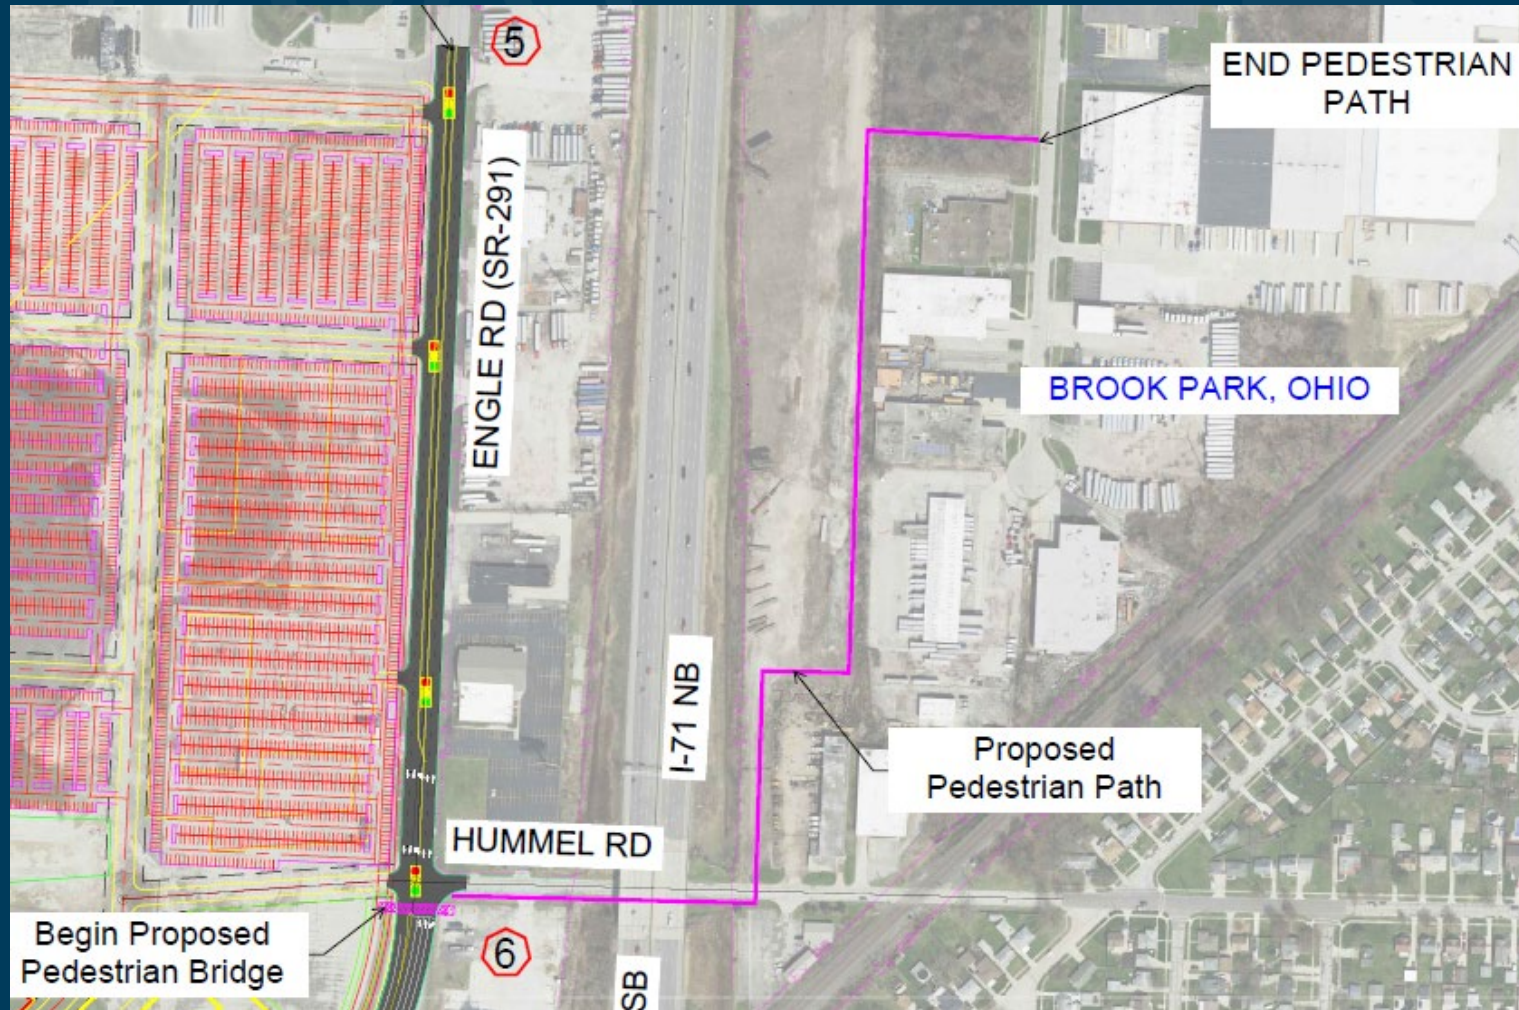 5
END PEDESTRIAN
PATH
ENGLE RD (SR-291)
BROOK PARK, OHIO
I-71 NB
Proposed
Pedestrian Path
HUMMEL RD
Begin Proposed
Pedestrian Bridge
6
SB